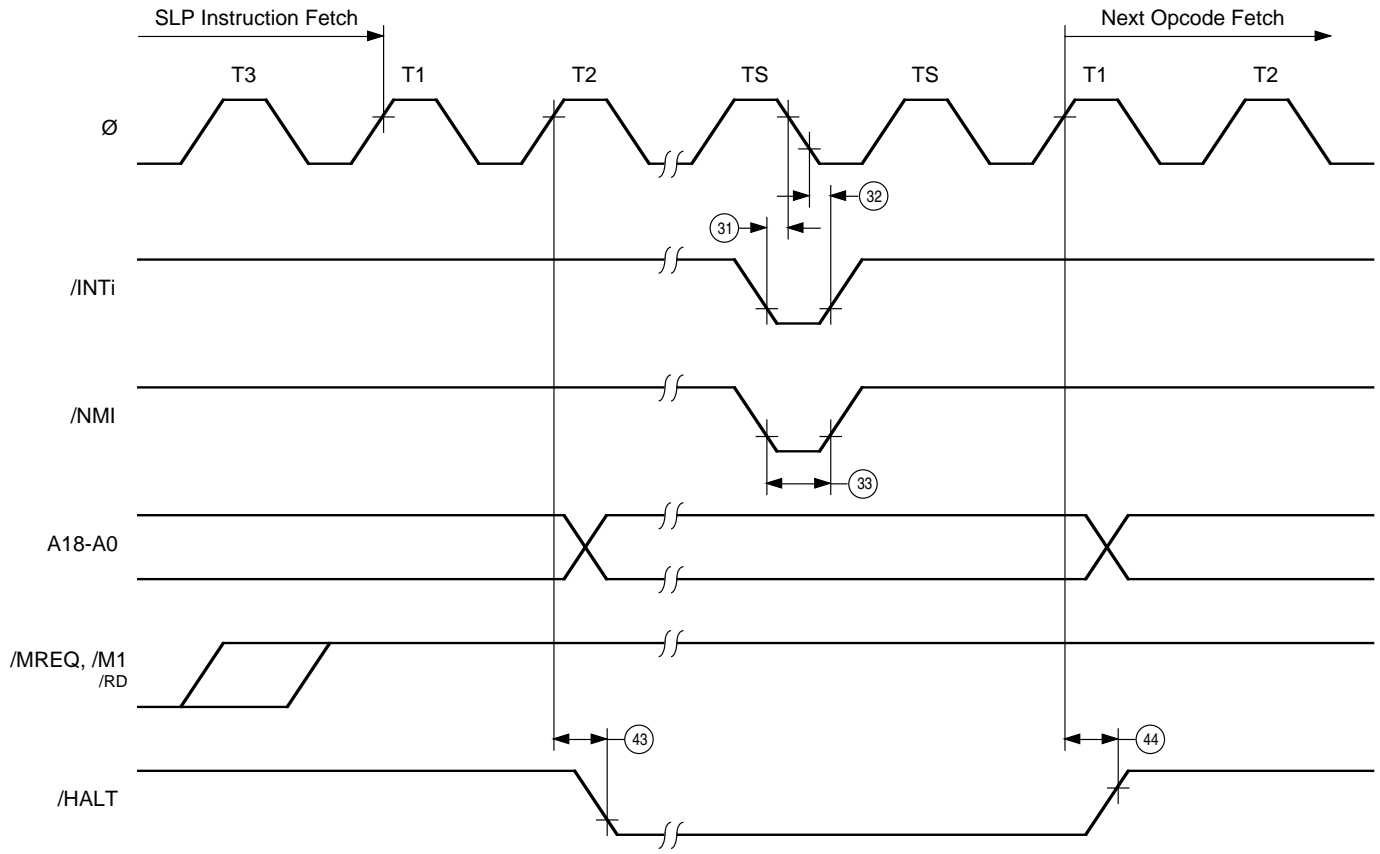 SLP Instruction Fetch
Next Opcode Fetch
T3 T1 T2 TS TS T1 T2
Ø
32
31
/INTi
/NMI
33
A18-A0
/MREQ, /M1
/RD
43
44
/HALT